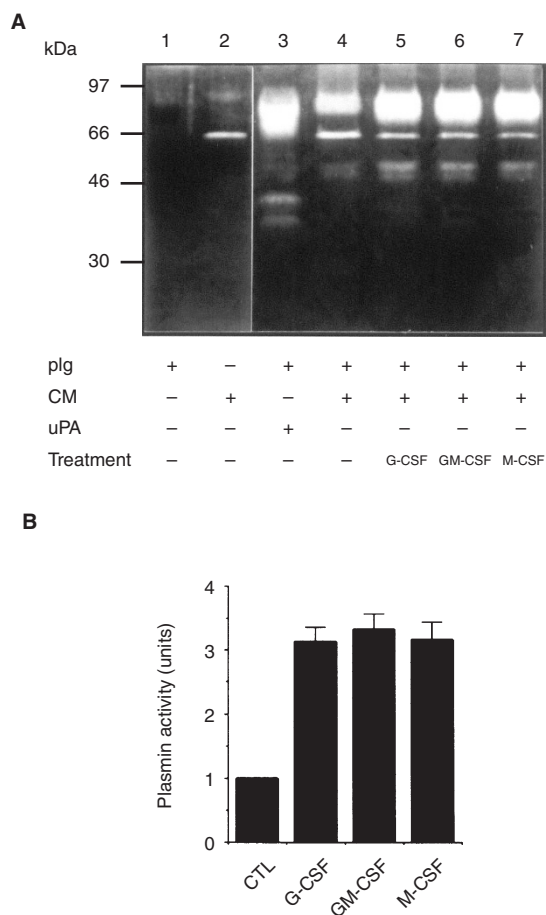 A
kDa 1 2 3 4 5 6 7
97
66
46
30
plg + – + + + + +
CM – + – + + + +
uPA – – + – – – –
Treatment – – – – G-CSF GM-CSF M-CSF
B
Plasmin activity (units)
4
3
2
1
0
CTL G-CSF GM-CSF M-CSF